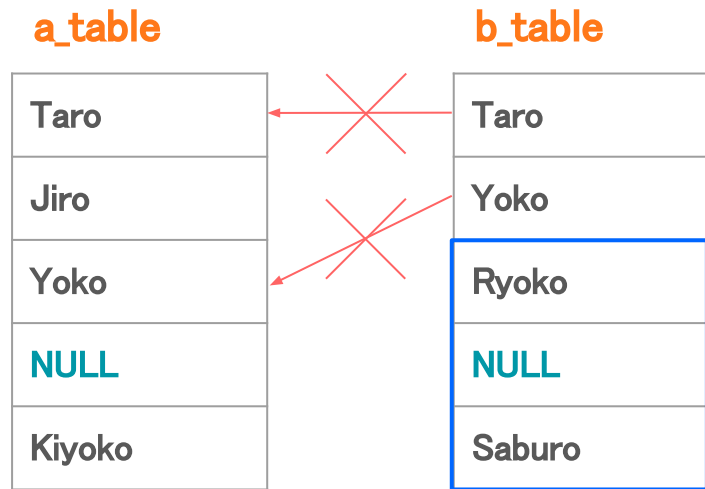 a_table
b_table
Taro
Taro
Jiro
Yoko
Yoko
Ryoko
NULL
NULL
Kiyoko
Saburo